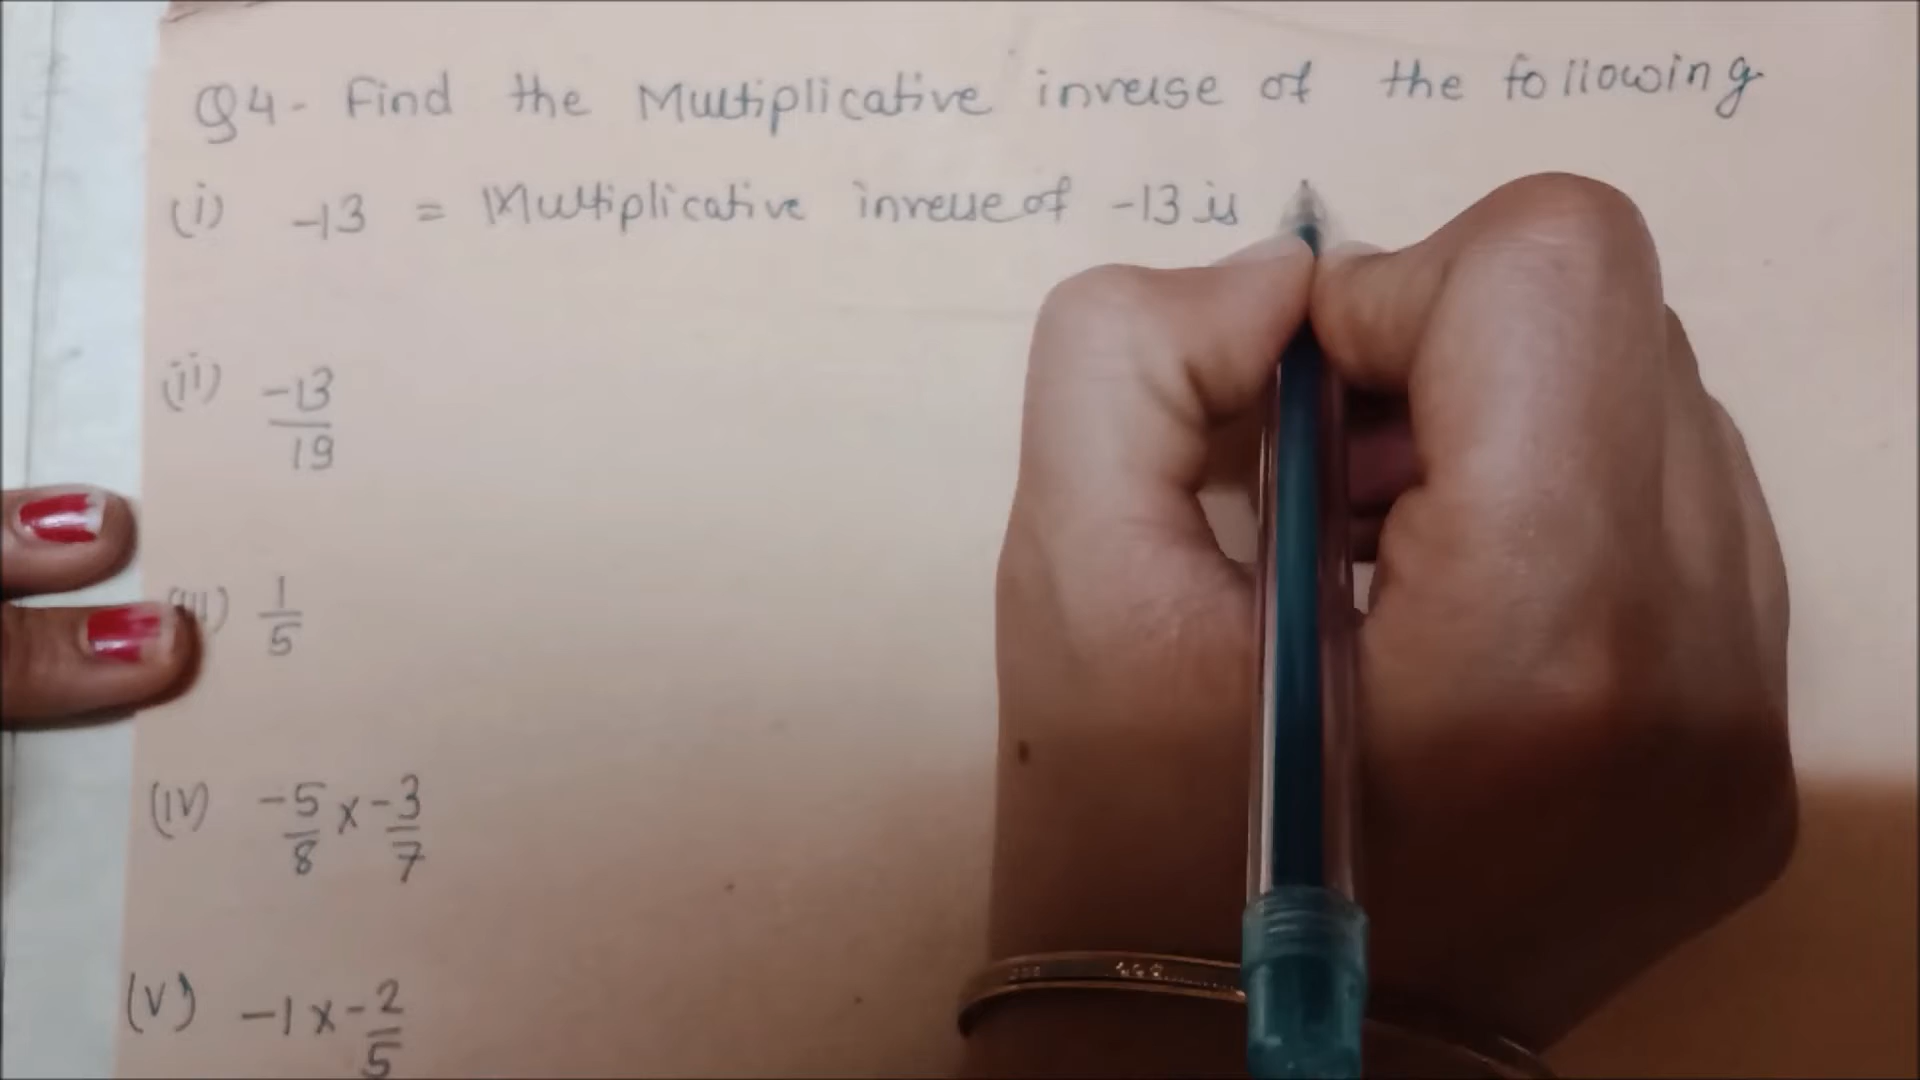 Q4- Find the Multiplicative inverse of the following
(i) -13 = Multiplicative inverse of -13 is
(ii) -13/19
(iii) 1/5
(iv) -5/8 x -3/7
(v) -1 x -2/5